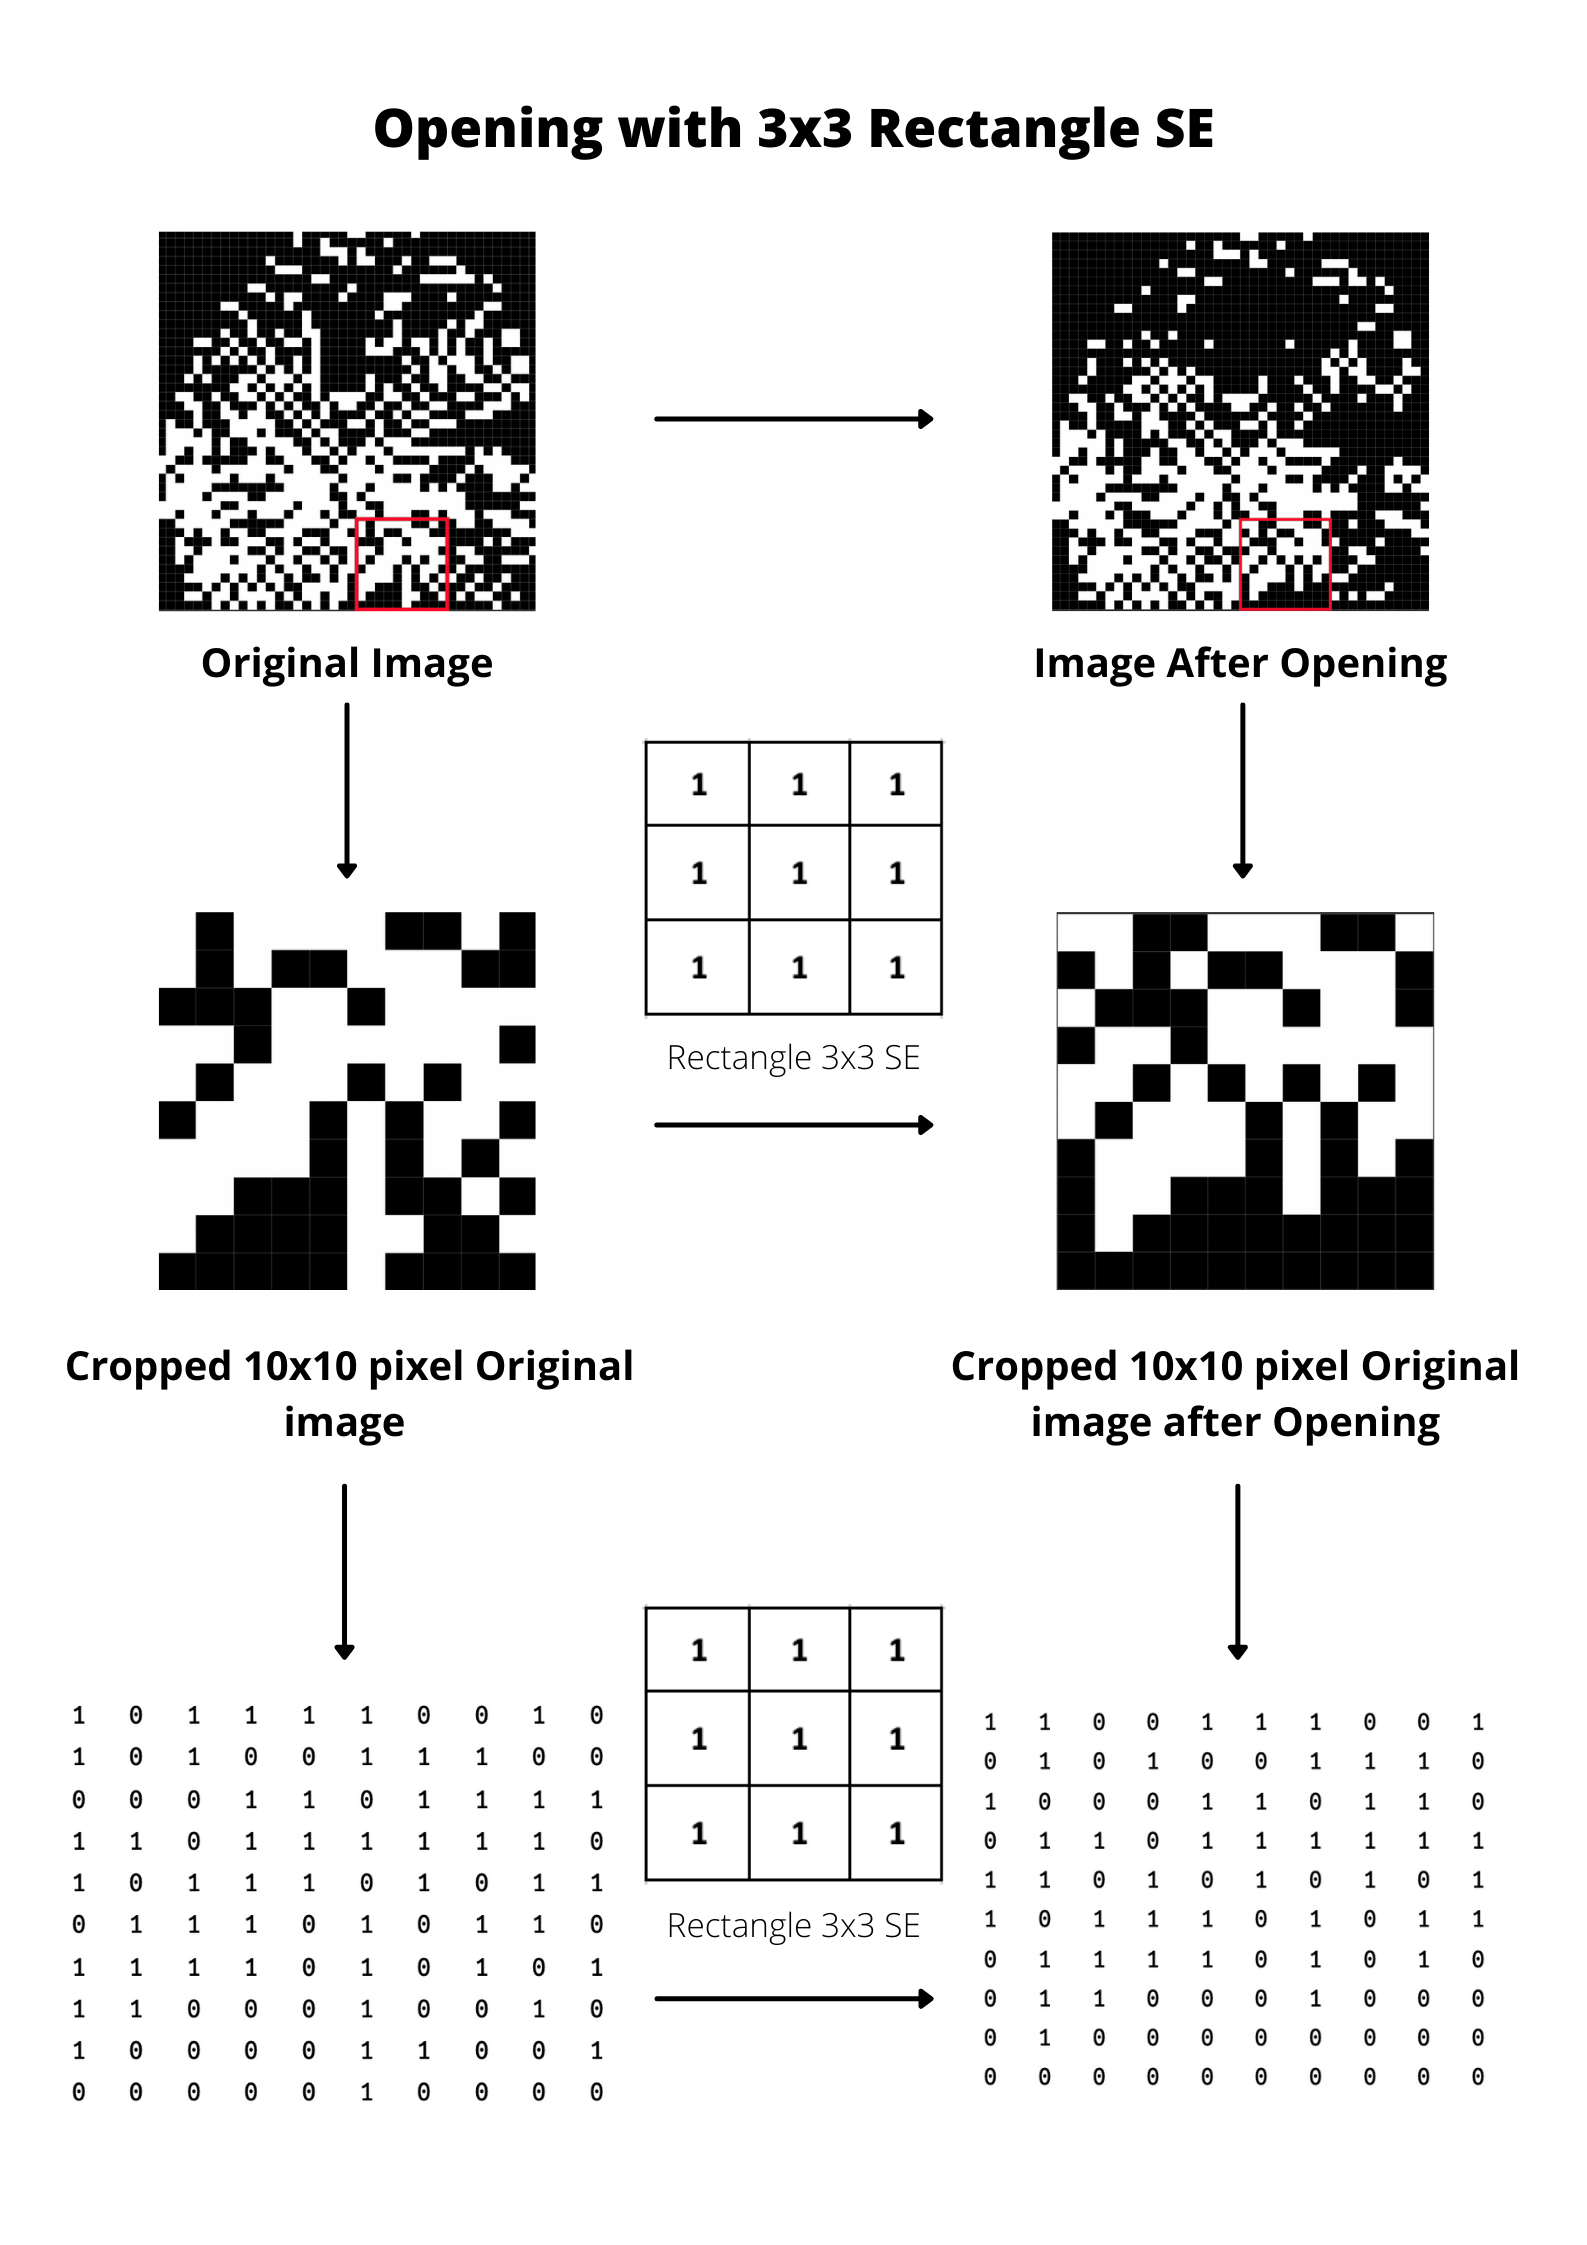 Opening with 3x3 Rectangle SE
Original Image
Image After Opening
1 1 1
1 1 1
1 1 1
Rectangle 3x3 SE
Cropped 10x10 pixel Original
image
Cropped 10x10 pixel Original
image after Opening
1 0 1 1 1 1 0 0 1 0
1 0 1 0 0 1 1 1 0 0
0 0 0 1 1 0 1 1 1 1
1 1 0 1 1 1 1 1 1 0
1 0 1 1 1 0 1 0 1 1
0 1 1 1 0 1 0 1 1 0
1 1 1 1 0 1 0 1 0 1
1 1 0 0 0 1 0 0 1 0
1 0 0 0 0 1 1 0 0 1
0 0 0 0 0 1 0 0 0 0
1 1 1
1 1 1
1 1 1
Rectangle 3x3 SE
1 1 0 0 1 1 1 0 0 1
0 1 0 1 0 0 1 1 1 0
1 0 0 0 1 1 0 1 1 0
0 1 1 0 1 1 1 1 1 1
1 1 0 1 0 1 0 1 0 1
1 0 1 1 1 0 1 0 1 1
0 1 1 1 1 0 1 0 1 0
0 1 1 0 0 0 1 0 0 0
0 1 0 0 0 0 0 0 0 0
0 0 0 0 0 0 0 0 0 0